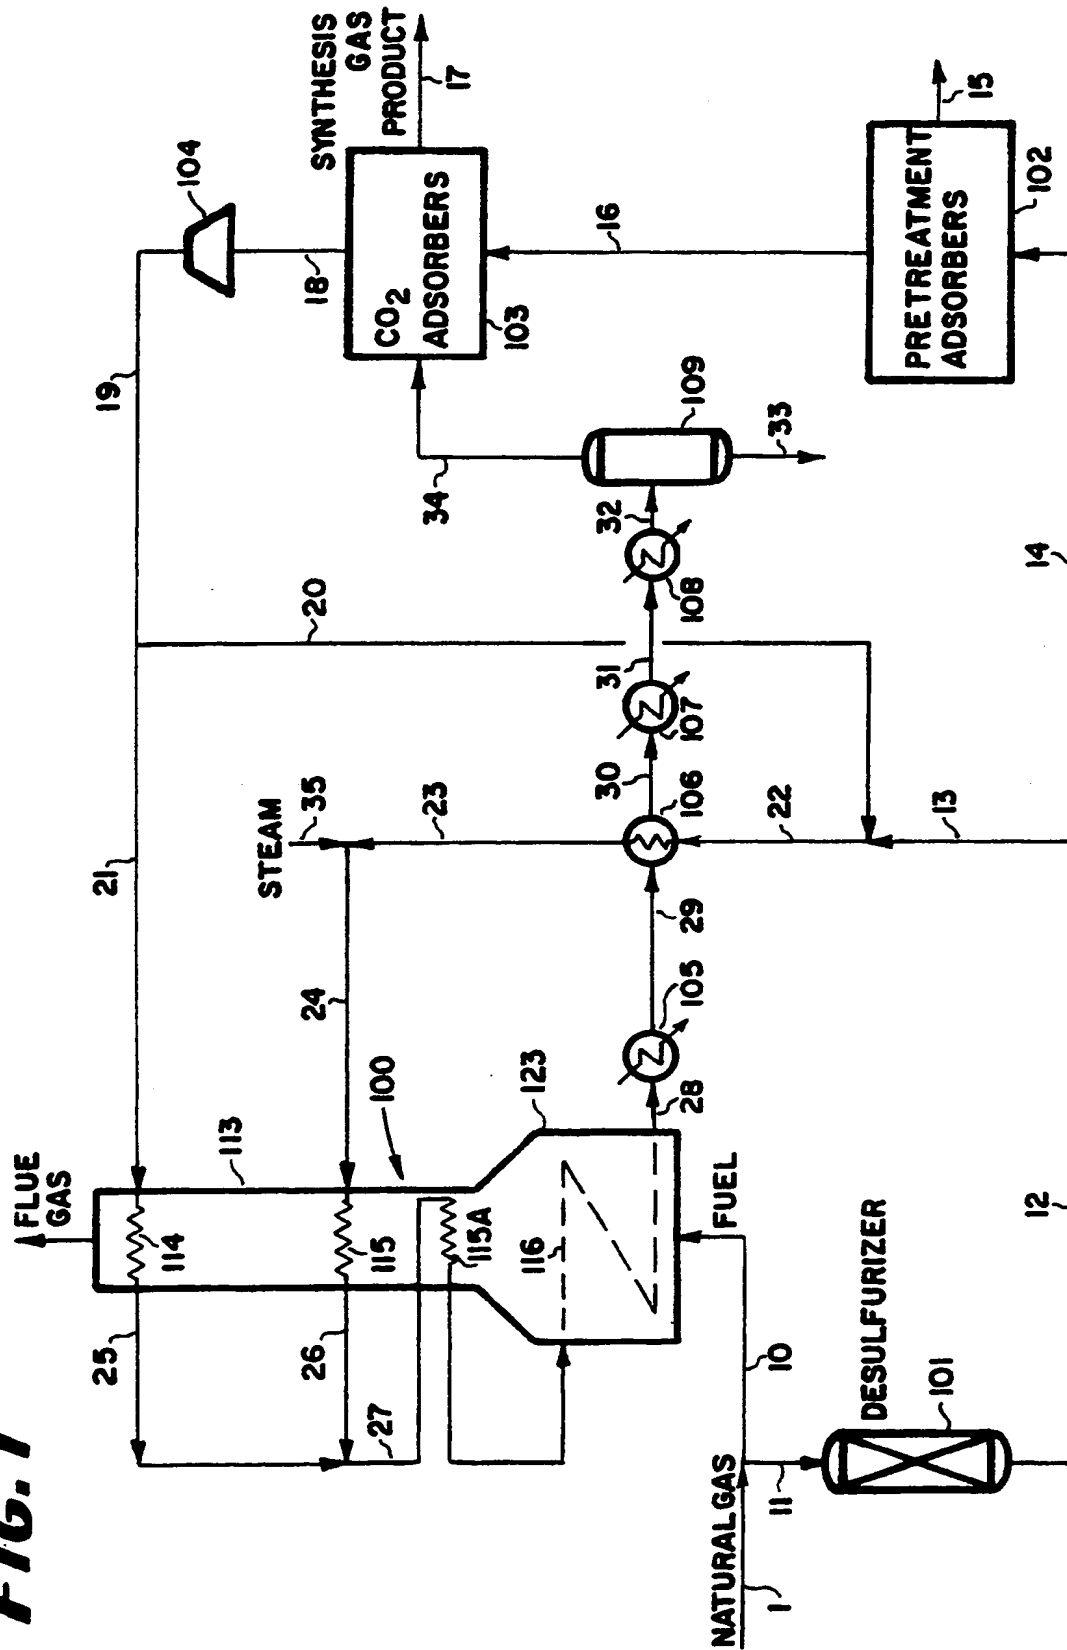 FIG. 1
FLUE
GAS
25
21
19
114
113
104
STEAM
35
20
26
24
18
SYNTHESIS
GAS
PRODUCT
27
115
100
CO2
ADSORBERS
34
103
17
115A
116
123
28
105
29
106
30
107
31
108
32
109
33
16
FUEL
NATURAL GAS
1
11
10
22
13
DESULFURIZER
101
PRETREATMENT
ADSORBERS
15
12
14
102